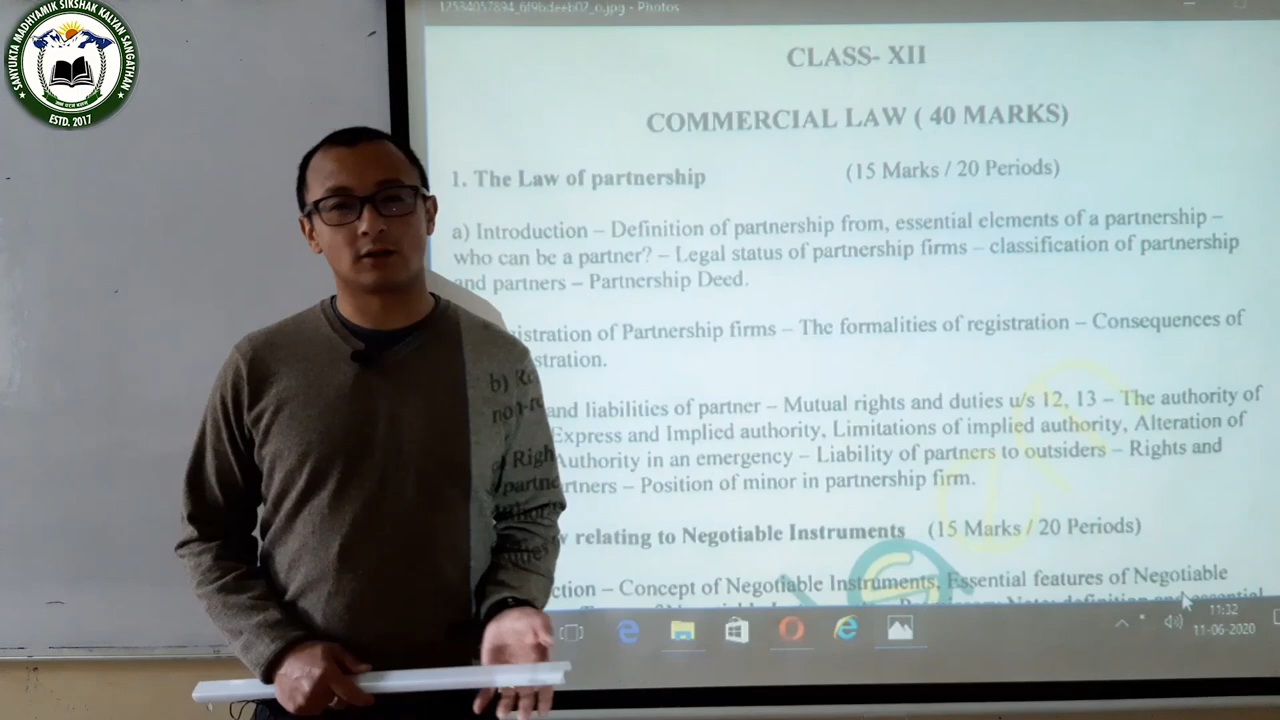 SANYUKTA MADHYAMIK SIKSHAK KALYAN SANGATHAN
ESTD. 2017
12534057894_6f9bdeeb02_o.jpg - Photos
CLASS- XII
COMMERCIAL LAW ( 40 MARKS)
1. The Law of partnership (15 Marks / 20 Periods)
a) Introduction – Definition of partnership from, essential elements of a partnership –
who can be a partner? – Legal status of partnership firms – classification of partnership
and partners – Partnership Deed.
b) Registration of Partnership firms – The formalities of registration – Consequences of
stration.
and liabilities of partner – Mutual rights and duties u/s 12, 13 – The authority of
Express and Implied authority, Limitations of implied authority, Alteration of
Authority in an emergency – Liability of partners to outsiders – Rights and
rtners – Position of minor in partnership firm.
relating to Negotiable Instruments (15 Marks / 20 Periods)
ction – Concept of Negotiable Instruments, Essential features of Negotiable
11:32
11-06-2020